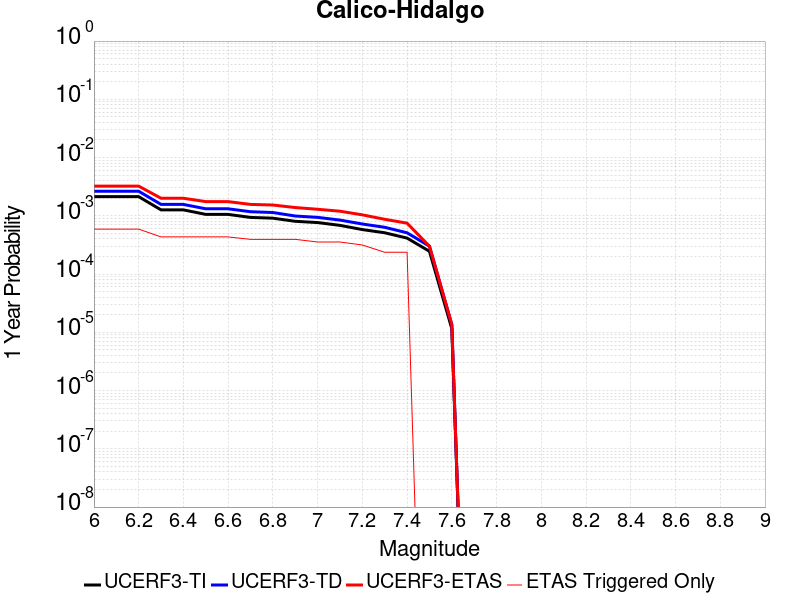 Calico-Hidalgo
10^0
10^-1
10^-2
10^-3
10^-4
10^-5
10^-6
10^-7
10^-8
1 Year Probability
6 6.2 6.4 6.6 6.8 7 7.2 7.4 7.6 7.8 8 8.2 8.4 8.6 8.8 9
Magnitude
UCERF3-TI UCERF3-TD UCERF3-ETAS ETAS Triggered Only